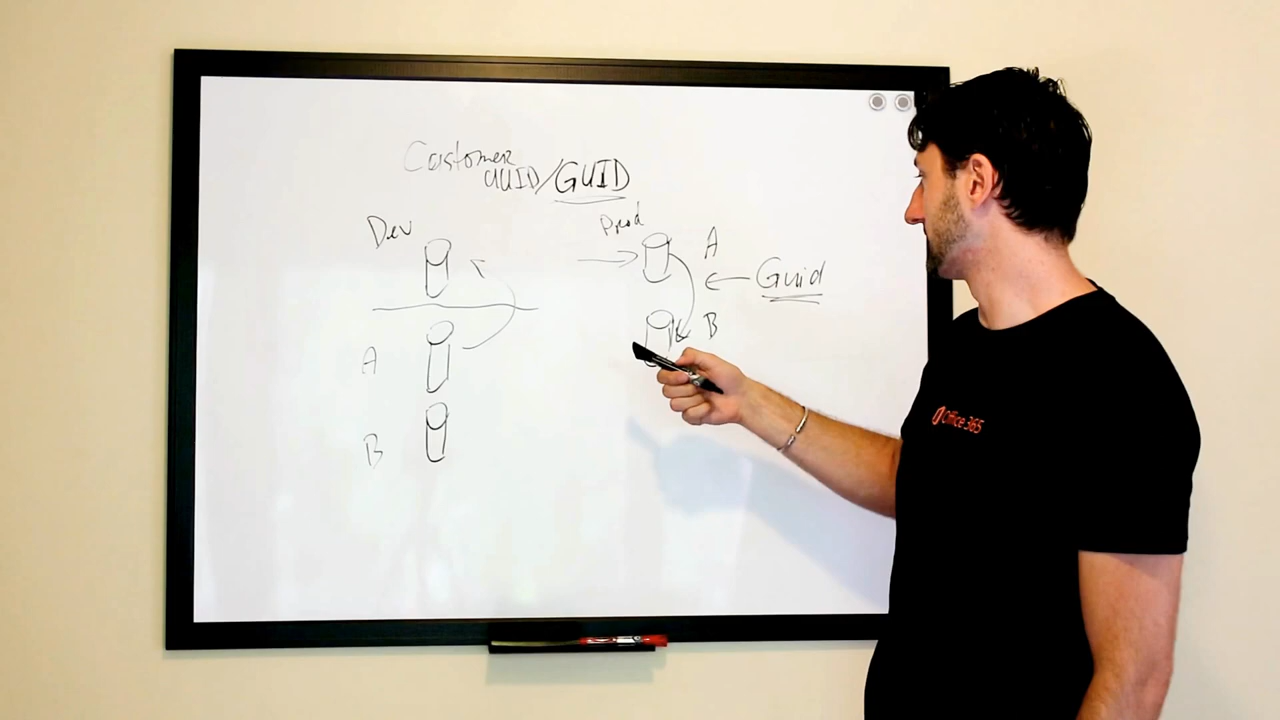 Customer
UUID/GUID
Dev
Prod
A
Guid
B
A
B
Office 365